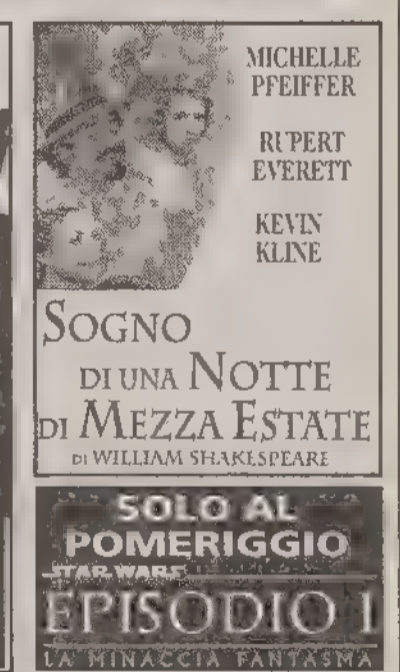 MICHELLE
PFEIFFER
RUPERT
EVERETT
KEVIN
KLINE
SOGNO
DI UNA NOTTE
DI MEZZA ESTATE
DI WILLIAM SHAKESPEARE
SOLO AL
POMERIGGIO
STAR WARS
EPISODIO I
LA MINACCIA FANTASMA